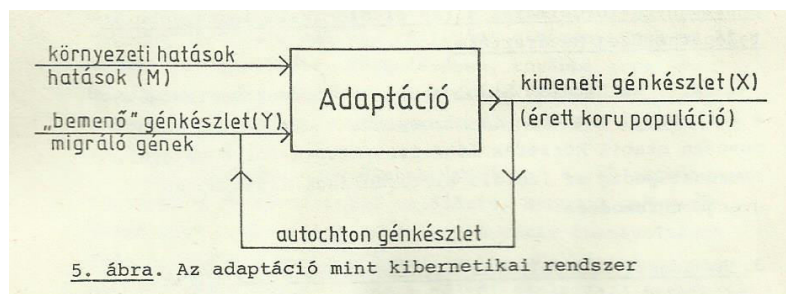 környezeti hatások
hatások (M)
Adaptáció
kimeneti génkészlet (X)
(érett koru populáció)
„bemenő" génkészlet (Y)
migráló gének
autochton génkészlet
5. ábra. Az adaptáció mint kibernetikai rendszer